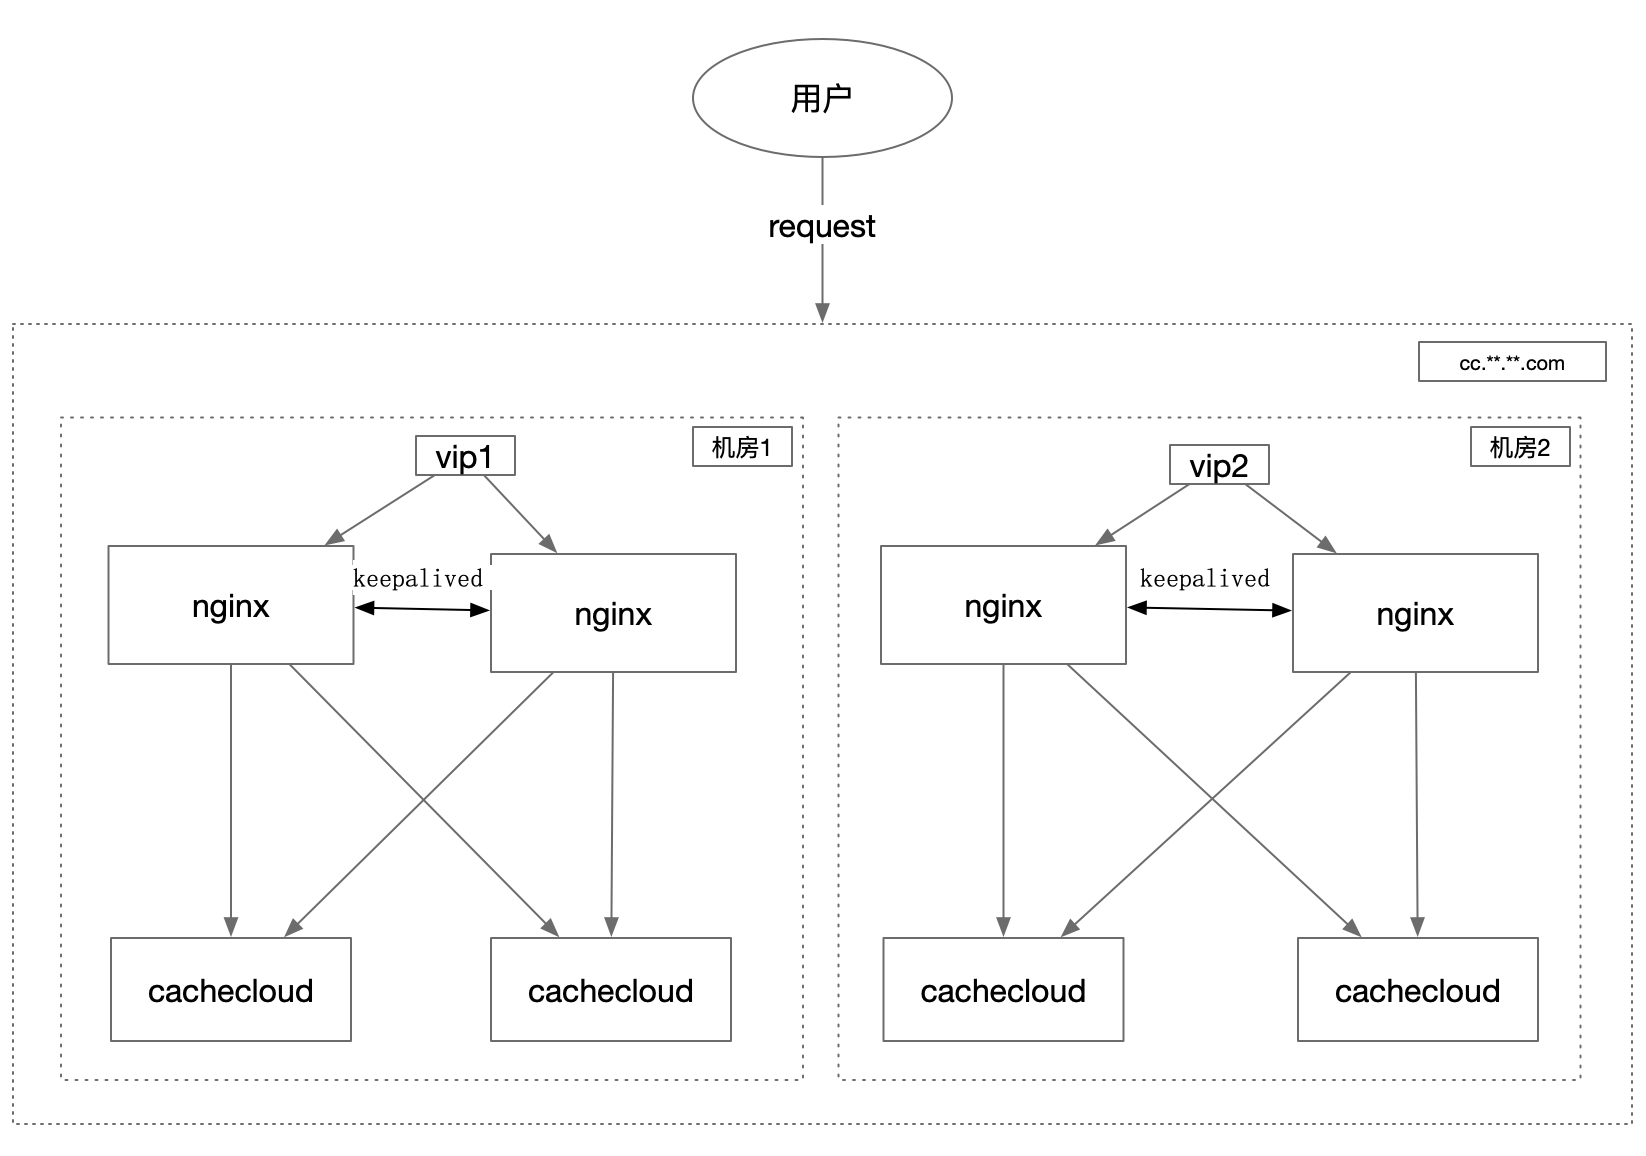 用户
request
cc.**.**.com
机房1
vip1
nginx
keepalived
nginx
cachecloud
cachecloud
机房2
vip2
nginx
keepalived
nginx
cachecloud
cachecloud